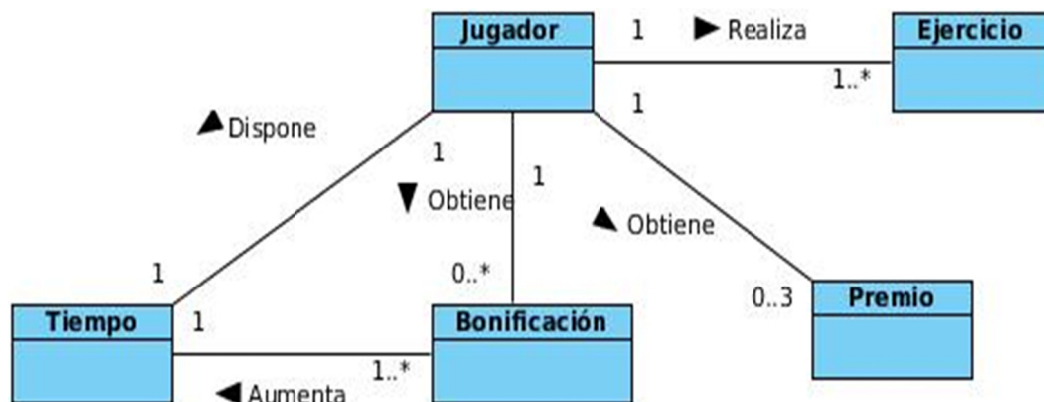 Jugador
1
Realiza
Ejercicio
1..*
1
Dispone
1
1
Obtiene
Obtiene
1
0..*
0..3
Premio
Tiempo
1
Bonificación
1..*
Aumenta